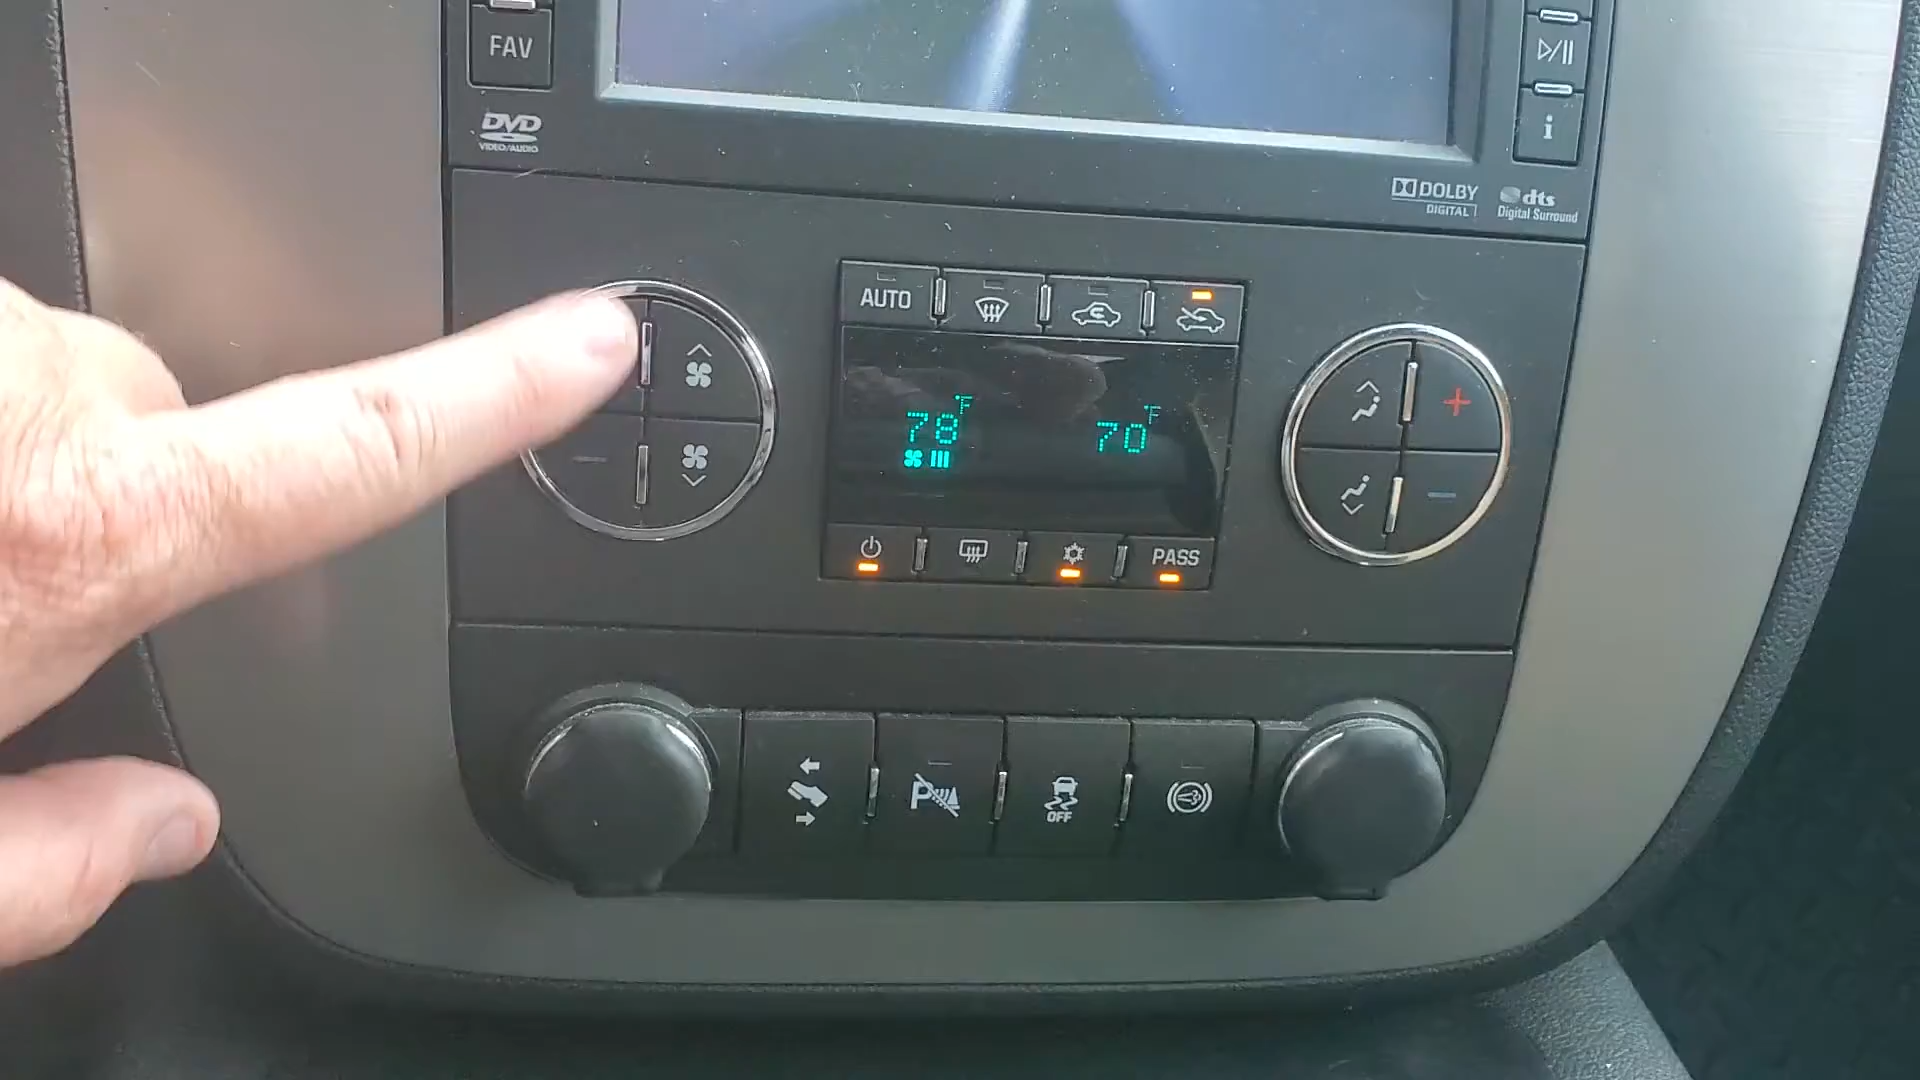 FAV
DVD
VIDEO/AUDIO
i
DOLBY
DIGITAL
dts
Digital Surround
AUTO
78°F
70°F
PASS
P
OFF